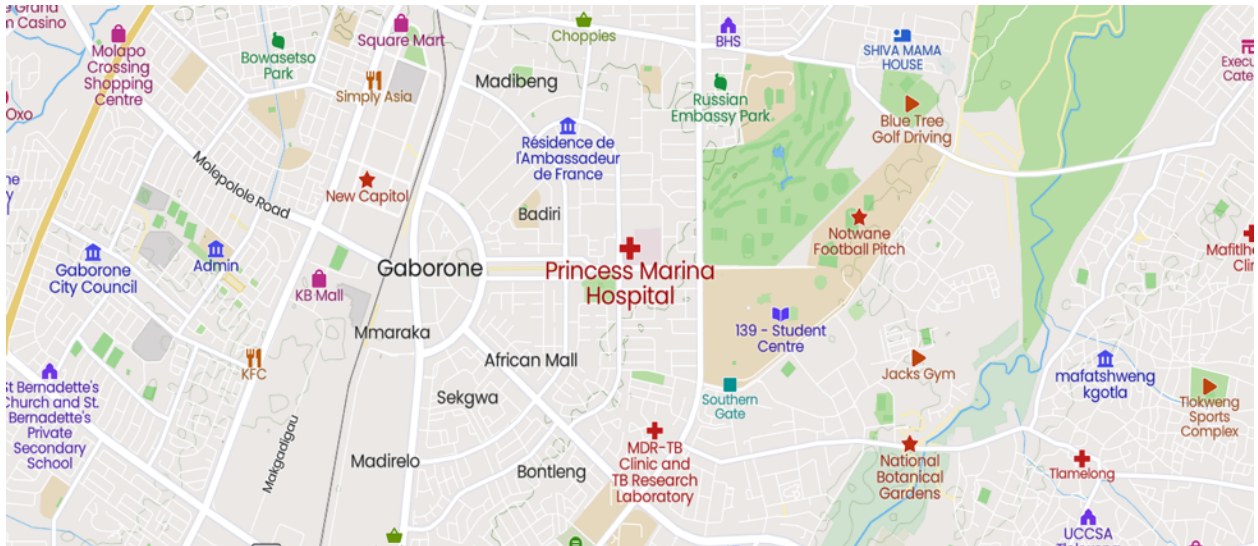 Grand
Casino
Molapo
Crossing
Shopping
Centre
Bowasetso
Park
Square Mart
Simply Asia
Choppies
BHS
SHIVA MAMA
HOUSE
Oxo
Madibeng
Russian
Embassy Park
Blue Tree
Golf Driving
Résidence de
l'Ambassadeur
de France
Molepolole Road
New Capitol
Badiri
Notwane
Football Pitch
Gaborone
City Council
Admin
KB Mall
Gaborone
Princess Marina
Hospital
Mmaraka
African Mall
139 - Student
Centre
KFC
Sekgwa
Southern
Gate
Jacks Gym
mafatshweng
kgotla
Tlokweng
Sports
Complex
St Bernadette's
Church and St.
Bernadette's
Private
Secondary
School
Makgadigau
Madirelo
Bontleng
MDR-TB
Clinic and
TB Research
Laboratory
National
Botanical
Gardens
Tlamelong
UCCSA